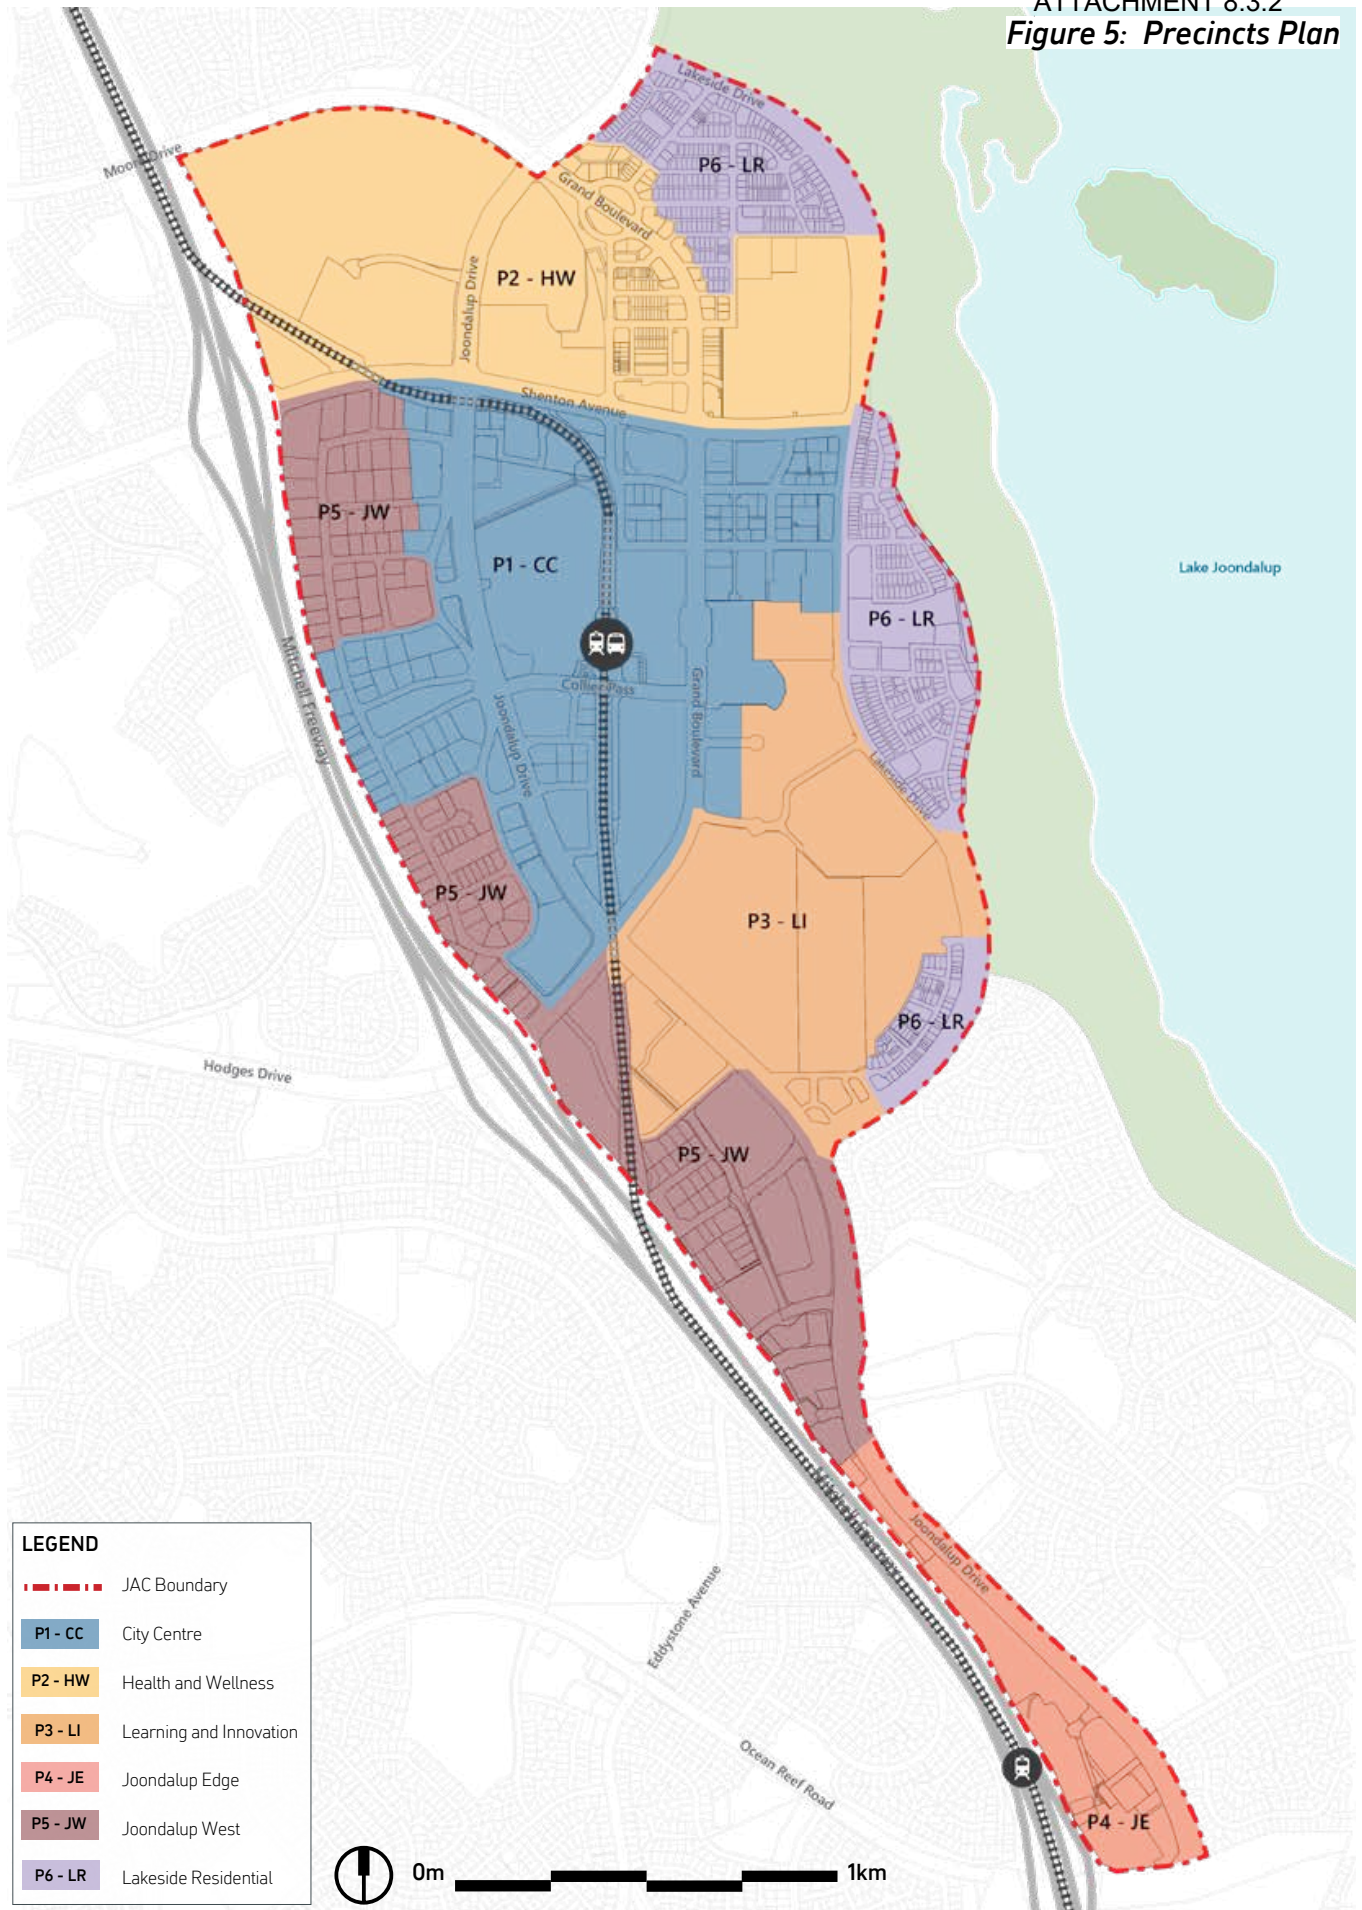 ATTACHMENT 8.3.2
Figure 5: Precincts Plan
Lakeside Drive
Moore Drive
P6 - LR
Grand Boulevard
P2 - HW
Joondalup Drive
Shenton Avenue
P5 - JW
P1 - CC
Lake Joondalup
P6 - LR
Mitchell Freeway
Collier Pass
Grand Boulevard
Joondalup Drive
Lakeside Drive
P5 - JW
P3 - LI
P6 - LR
Hodges Drive
P5 - JW
Mitchell Freeway
Joondalup Drive
Eddystone Avenue
Ocean Reef Road
P4 - JE
LEGEND
JAC Boundary
P1 - CC City Centre
P2 - HW Health and Wellness
P3 - LI Learning and Innovation
P4 - JE Joondalup Edge
P5 - JW Joondalup West
P6 - LR Lakeside Residential
0m 1km